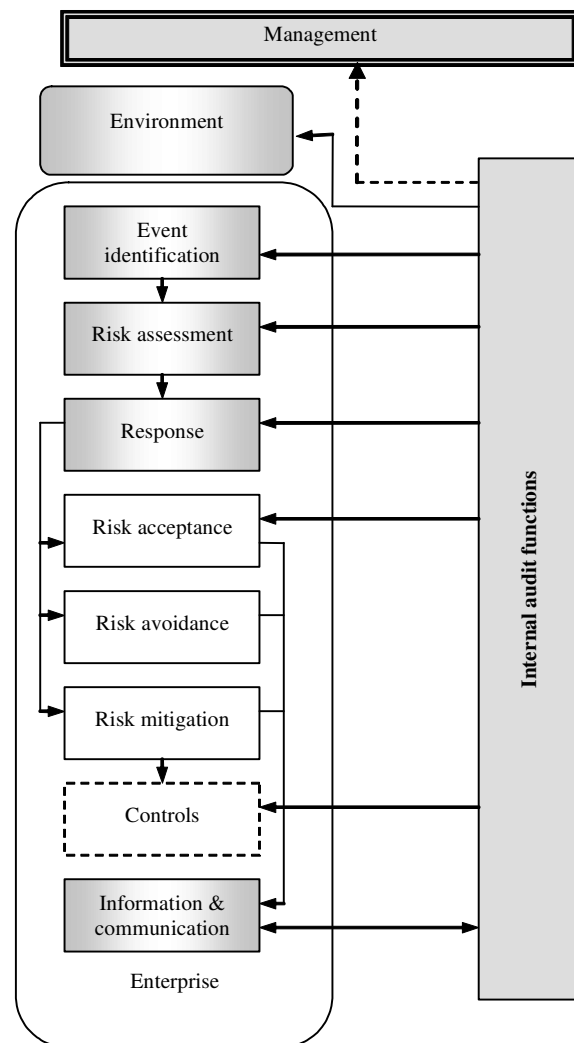 Management
Environment
Event
identification
Risk assessment
Response
Risk acceptance
Risk avoidance
Risk mitigation
Controls
Information &
communication
Enterprise
Internal audit functions